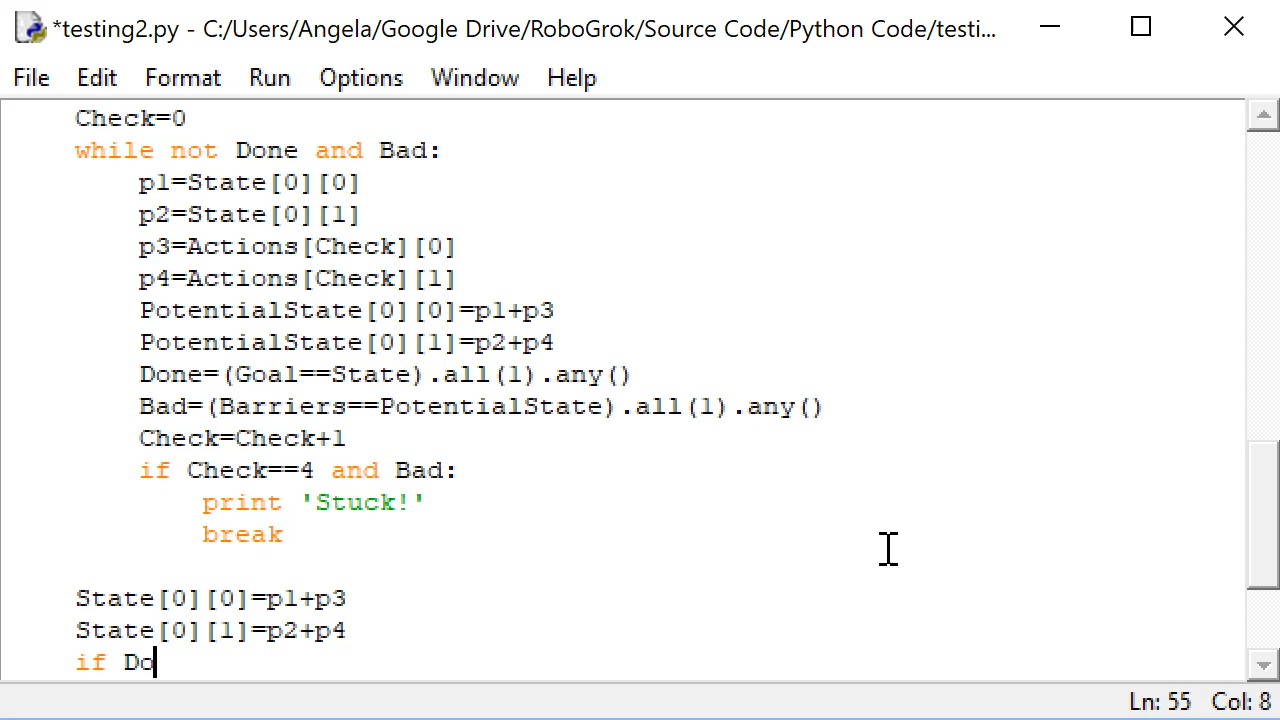 *testing2.py - C:/Users/Angela/Google Drive/RoboGrok/Source Code/Python Code/testi...
File Edit Format Run Options Window Help
Check=0
while not Done and Bad:
    p1=State[0][0]
    p2=State[0][1]
    p3=Actions[Check][0]
    p4=Actions[Check][1]
    PotentialState[0][0]=p1+p3
    PotentialState[0][1]=p2+p4
    Done=(Goal==State).all(1).any()
    Bad=(Barriers==PotentialState).all(1).any()
    Check=Check+1
    if Check==4 and Bad:
        print 'Stuck!'
        break
State[0][0]=p1+p3
State[0][1]=p2+p4
if Do
Ln: 55 Col: 8